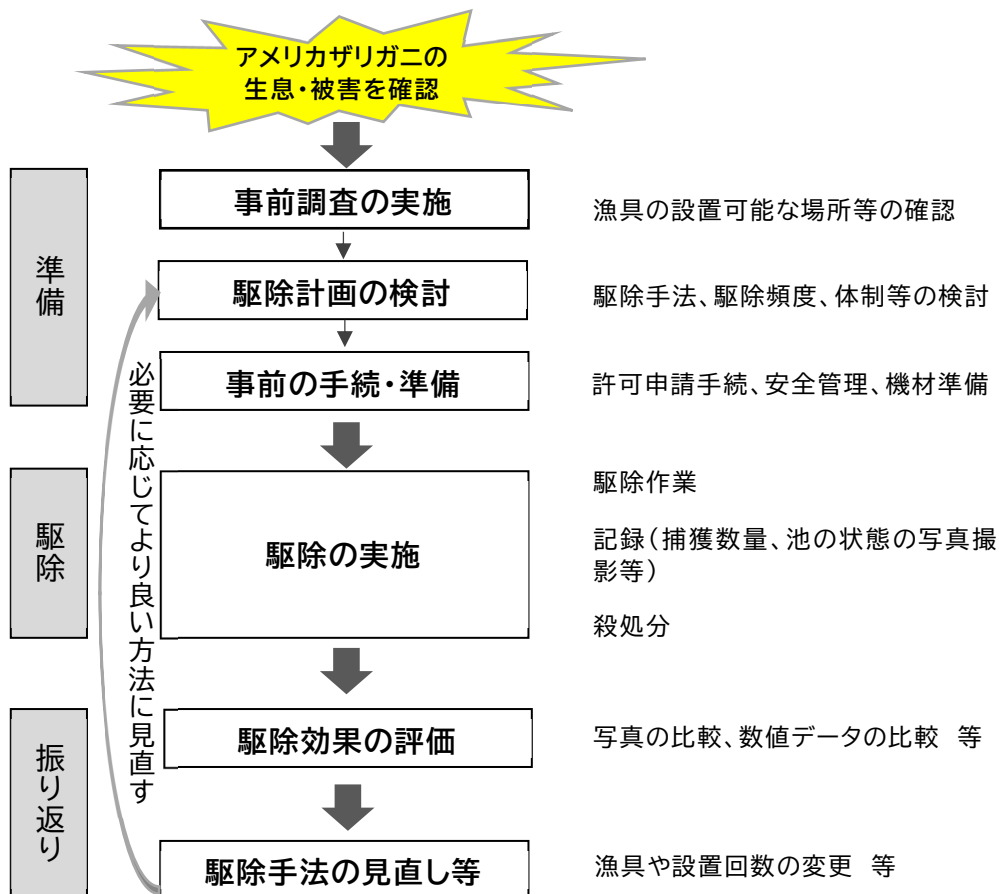 アメリカザリガニの
生息・被害を確認
準備
事前調査の実施
漁具の設置可能な場所等の確認
駆除計画の検討
駆除手法、駆除頻度、体制等の検討
事前の手続・準備
許可申請手続、安全管理、機材準備
必要に応じてより良い方法に見直す
駆除
駆除の実施
駆除作業
記録（捕獲数量、池の状態の写真撮
影等）
殺処分
振り返り
駆除効果の評価
写真の比較、数値データの比較　等
駆除手法の見直し等
漁具や設置回数の変更　等